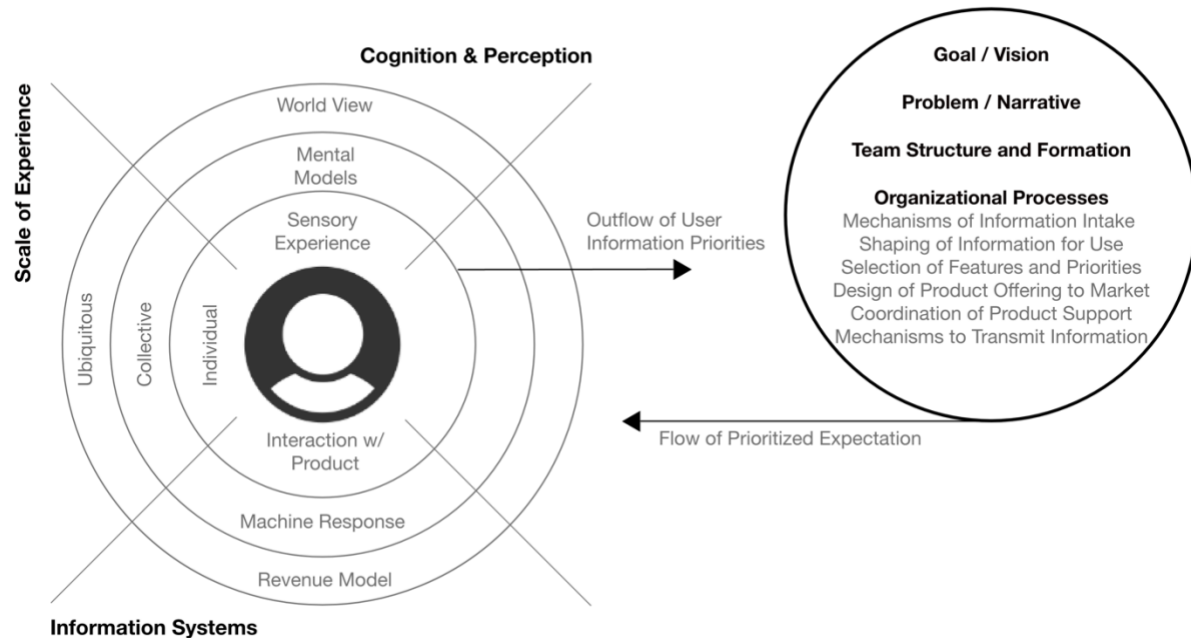 Cognition & Perception
Scale of Experience
World View
Mental
Models
Sensory
Experience
Ubiquitous
Collective
Individual
Interaction w/
Product
Machine Response
Revenue Model
Information Systems
Outflow of User
Information Priorities
Flow of Prioritized Expectation
Goal / Vision
Problem / Narrative
Team Structure and Formation
Organizational Processes
Mechanisms of Information Intake
Shaping of Information for Use
Selection of Features and Priorities
Design of Product Offering to Market
Coordination of Product Support
Mechanisms to Transmit Information